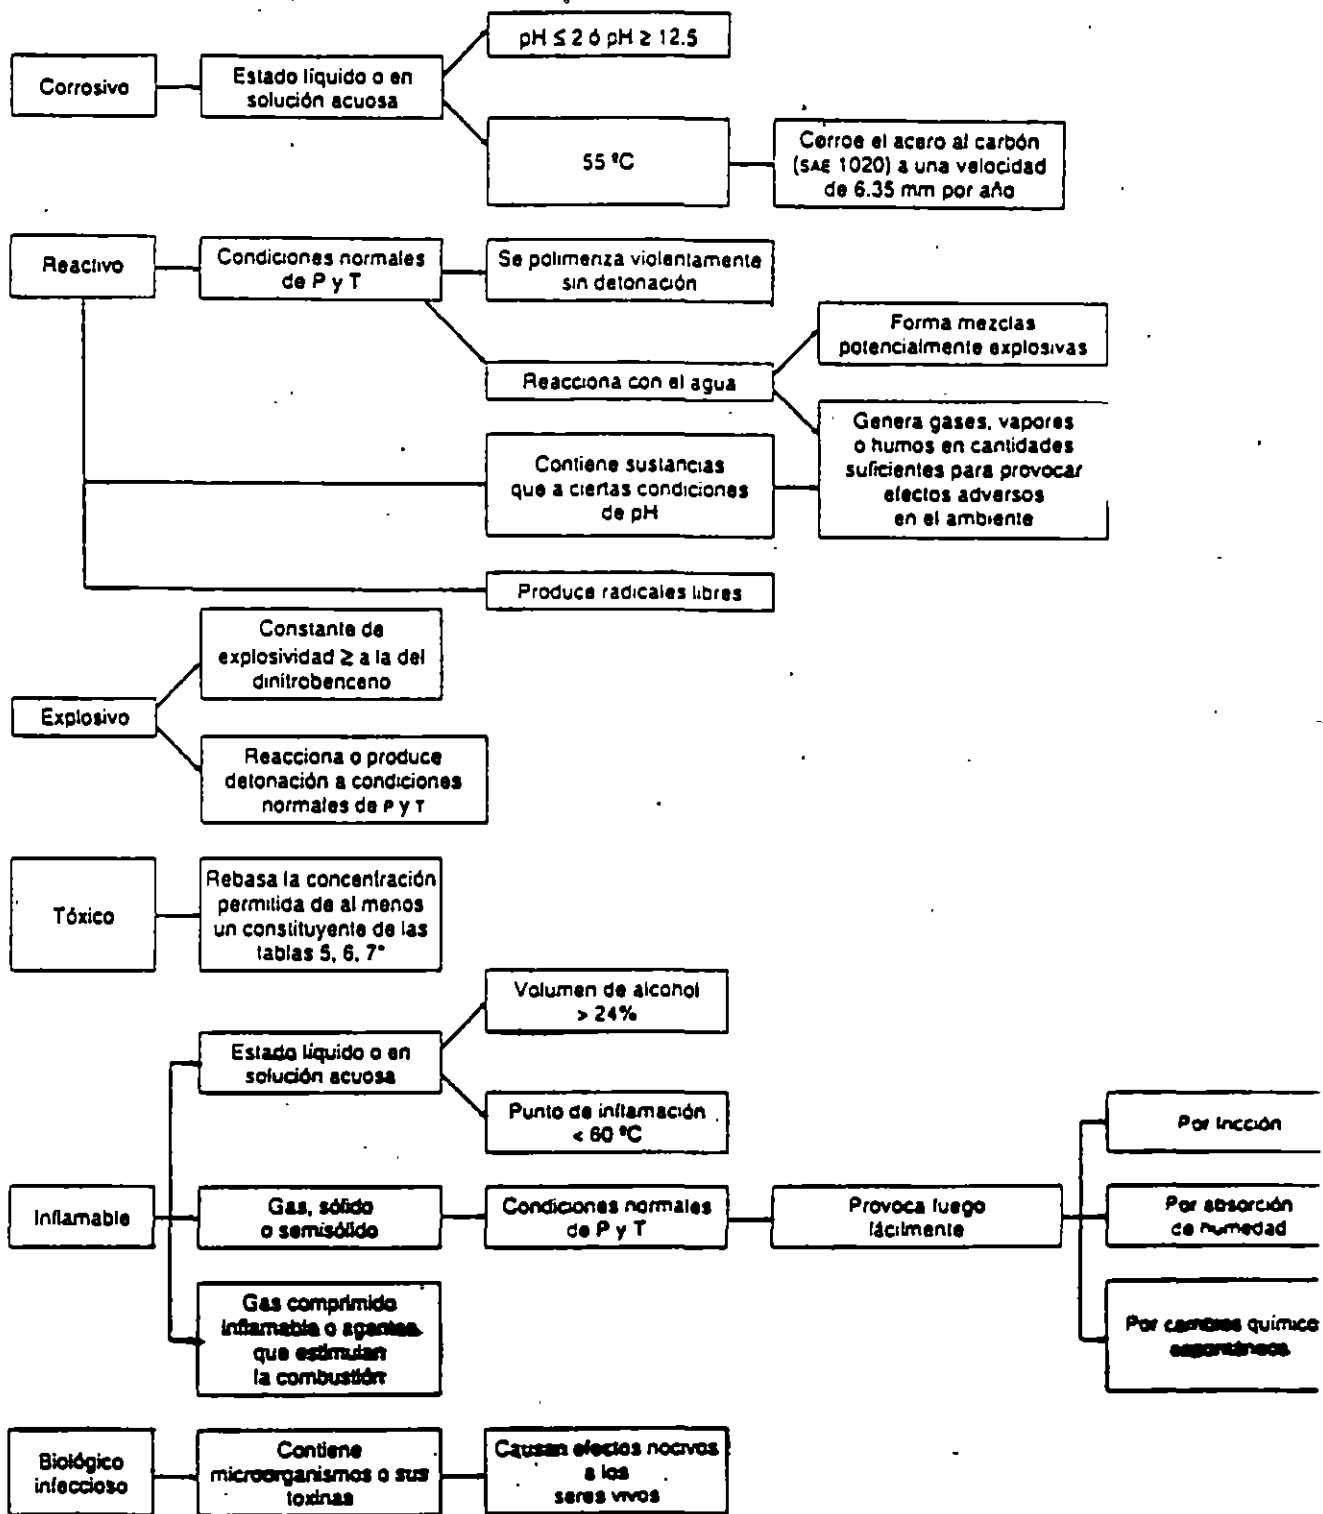 pH ≤ 2 ó pH ≥ 12.5
Corrosivo
Estado líquido o en
solución acuosa
55 ºC
Corroe el acero al carbón
(SAE 1020) a una velocidad
de 6.35 mm por año
Reactivo
Condiciones normales
de P y T
Se polimeriza violentamente
sin detonación
Forma mezclas
potencialmente explosivas
Reacciona con el agua
Genera gases, vapores
o humos en cantidades
suficientes para provocar
efectos adversos
en el ambiente
Contiene sustancias
que a ciertas condiciones
de pH
Produce radicales libres
Constante de
explosividad ≥ a la del
dinitrobenceno
Explosivo
Reacciona o produce
detonación a condiciones
normales de P y T
Tóxico
Rebasa la concentración
permitida de al menos
un constituyente de las
tablas 5, 6, 7*
Volumen de alcohol
> 24%
Estado líquido o en
solución acuosa
Punto de inflamación
< 60 ºC
Por fricción
Inflamable
Gas, sólido
o semisólido
Condiciones normales
de P y T
Provoca fuego
fácilmente
Por absorción
de humedad
Gas comprimido
inflamable o agentes
que estimulan
la combustión
Por cambios químico
espontáneos
Biológico
infeccioso
Contiene
microorganismos o sus
toxinas
Causan efectos nocivos
a los
seres vivos